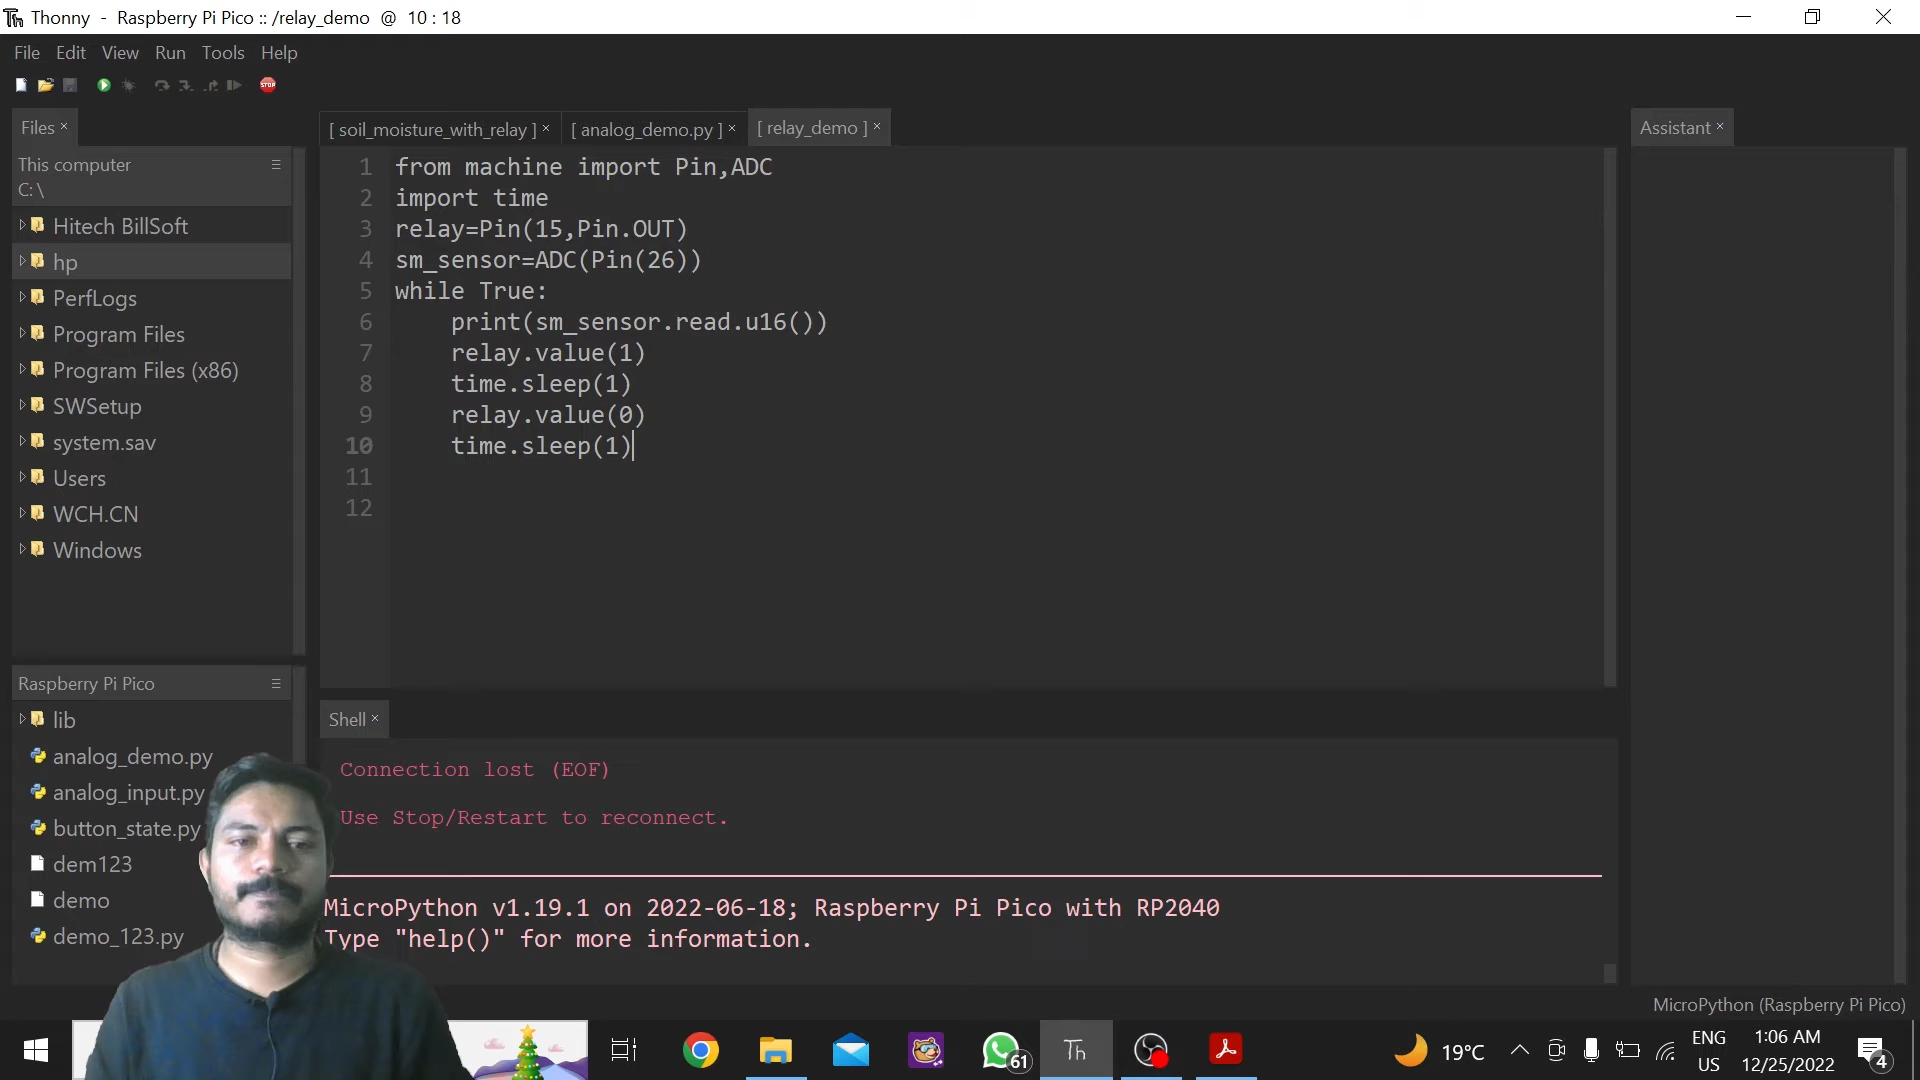 Th Thonny - Raspberry Pi Pico :: /relay_demo @ 10 : 18
File Edit View Run Tools Help
STOP
Files ×
This computer
C:\
Hitech BillSoft
hp
PerfLogs
Program Files
Program Files (x86)
SWSetup
system.sav
Users
WCH.CN
Windows
Raspberry Pi Pico
lib
analog_demo.py
analog_input.py
button_state.py
dem123
demo
demo_123.py
[ soil_moisture_with_relay ] × [ analog_demo.py ] × [ relay_demo ] ×
1 from machine import Pin,ADC
2 import time
3 relay=Pin(15,Pin.OUT)
4 sm_sensor=ADC(Pin(26))
5 while True:
6     print(sm_sensor.read.u16())
7     relay.value(1)
8     time.sleep(1)
9     relay.value(0)
10     time.sleep(1)
11
12
Shell ×
Connection lost (EOF)
Use Stop/Restart to reconnect.
MicroPython v1.19.1 on 2022-06-18; Raspberry Pi Pico with RP2040
Type "help()" for more information.
Assistant ×
MicroPython (Raspberry Pi Pico)
61
Th
19°C
ENG
US
1:06 AM
12/25/2022
4